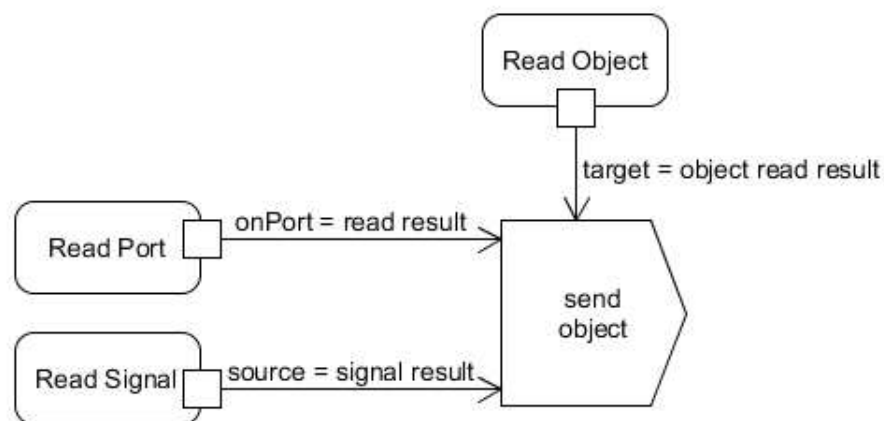 Read Object
target = object read result
onPort = read result
Read Port
send
object
Read Signal
source = signal result